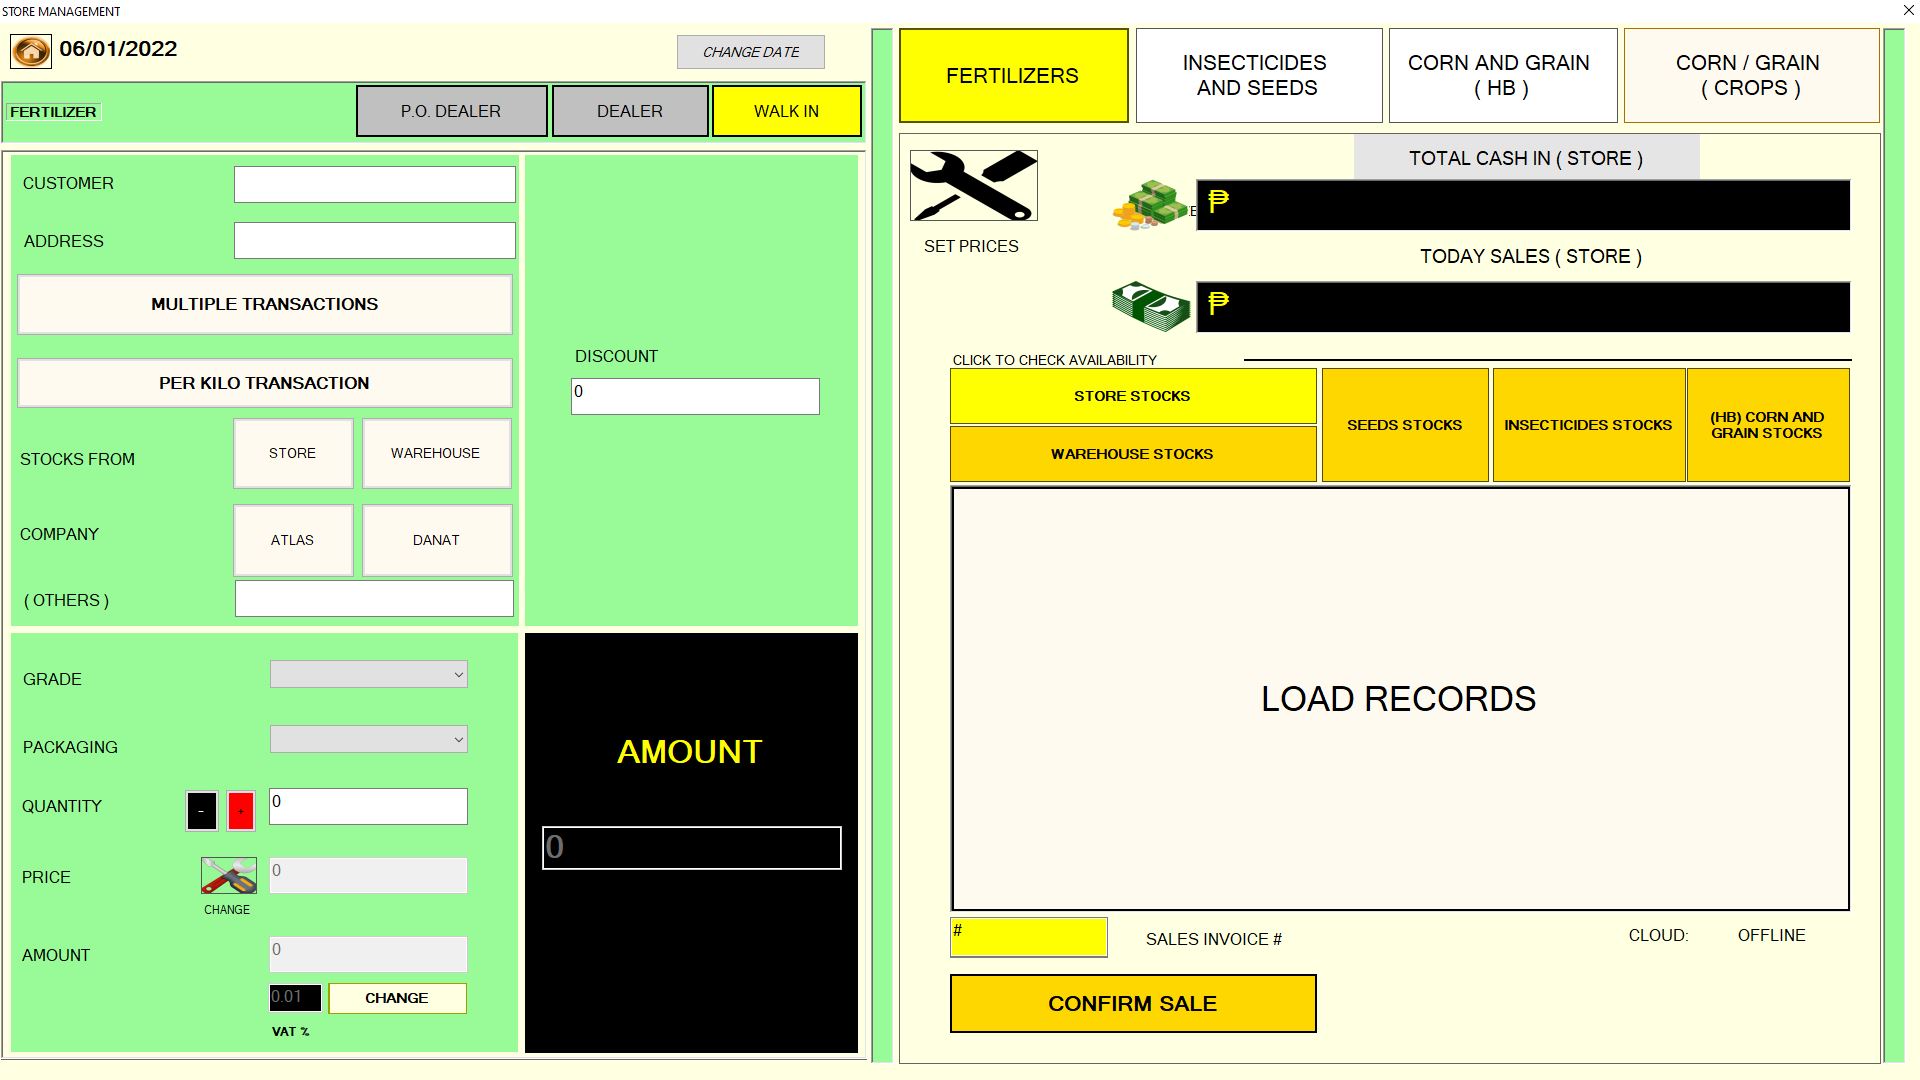 STORE MANAGEMENT
06/01/2022
CHANGE DATE
FERTILIZER
P.O. DEALER
DEALER
WALK IN
CUSTOMER
ADDRESS
MULTIPLE TRANSACTIONS
PER KILO TRANSACTION
STOCKS FROM
STORE
WAREHOUSE
COMPANY
ATLAS
DANAT
( OTHERS )
DISCOUNT
0
GRADE
PACKAGING
QUANTITY
-
+
0
PRICE
0
CHANGE
AMOUNT
0
0.01
CHANGE
VAT %
AMOUNT
0
FERTILIZERS
INSECTICIDES
AND SEEDS
CORN AND GRAIN
( HB )
CORN / GRAIN
( CROPS )
SET PRICES
TOTAL CASH IN ( STORE )
₱
TODAY SALES ( STORE )
₱
CLICK TO CHECK AVAILABILITY
STORE STOCKS
WAREHOUSE STOCKS
SEEDS STOCKS
INSECTICIDES STOCKS
(HB) CORN AND
GRAIN STOCKS
LOAD RECORDS
#
SALES INVOICE #
CLOUD:
OFFLINE
CONFIRM SALE